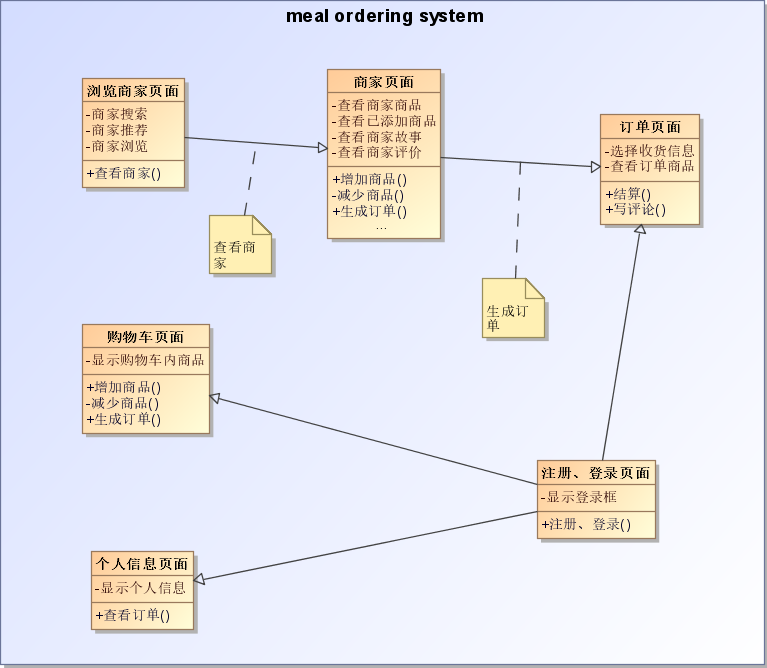 meal ordering system
浏览商家页面
-商家搜索
-商家推荐
-商家浏览
+查看商家()
商家页面
-查看商家商品
-查看已添加商品
-查看商家故事
-查看商家评价
+增加商品()
-减少商品()
+生成订单()
...
订单页面
-选择收货信息
-查看订单商品
+结算()
+写评论()
查看商
家
生成订
单
购物车页面
-显示购物车内商品
+增加商品()
-减少商品()
+生成订单()
注册、登录页面
-显示登录框
+注册、登录()
个人信息页面
-显示个人信息
+查看订单()